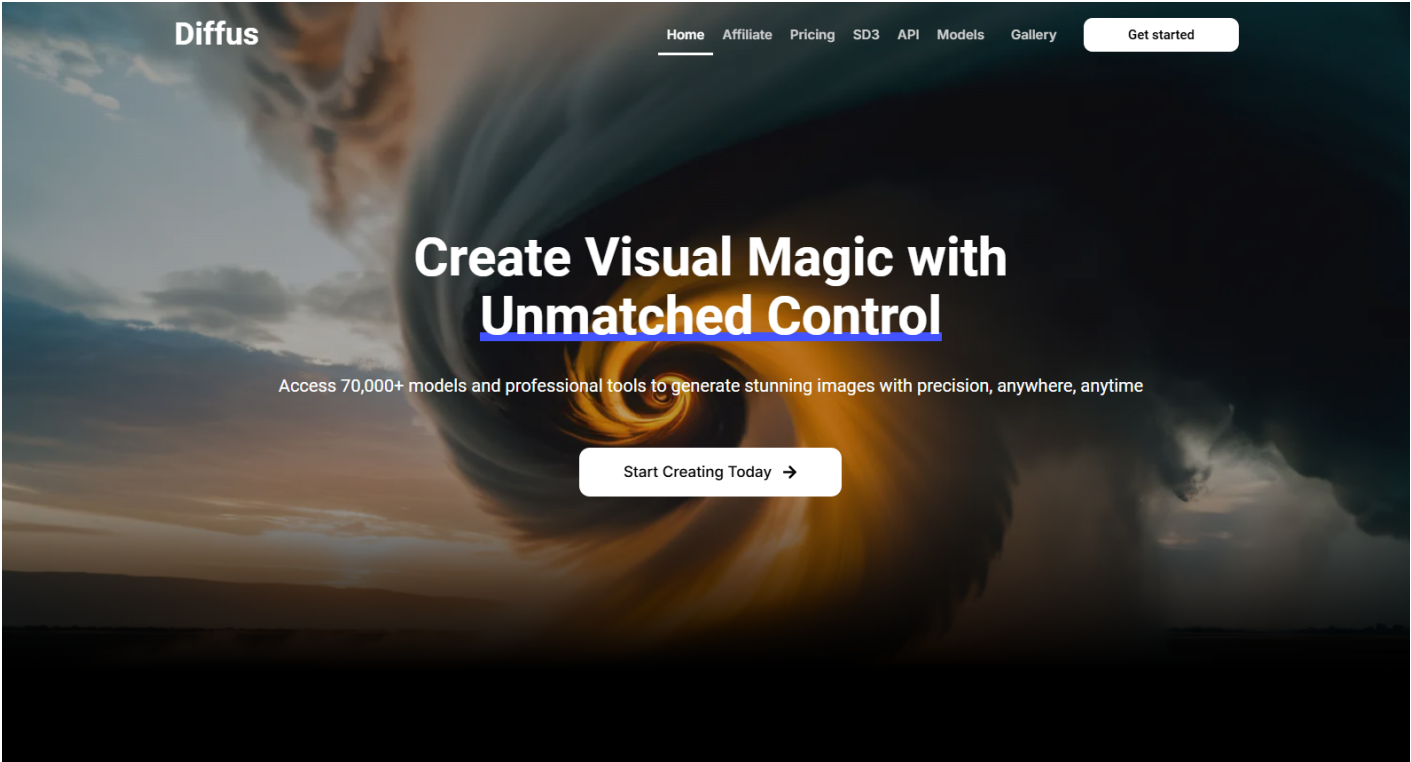 Diffus
Home Affiliate Pricing SD3 API Models Gallery Get started
Create Visual Magic with
Unmatched Control
Access 70,000+ models and professional tools to generate stunning images with precision, anywhere, anytime
Start Creating Today →